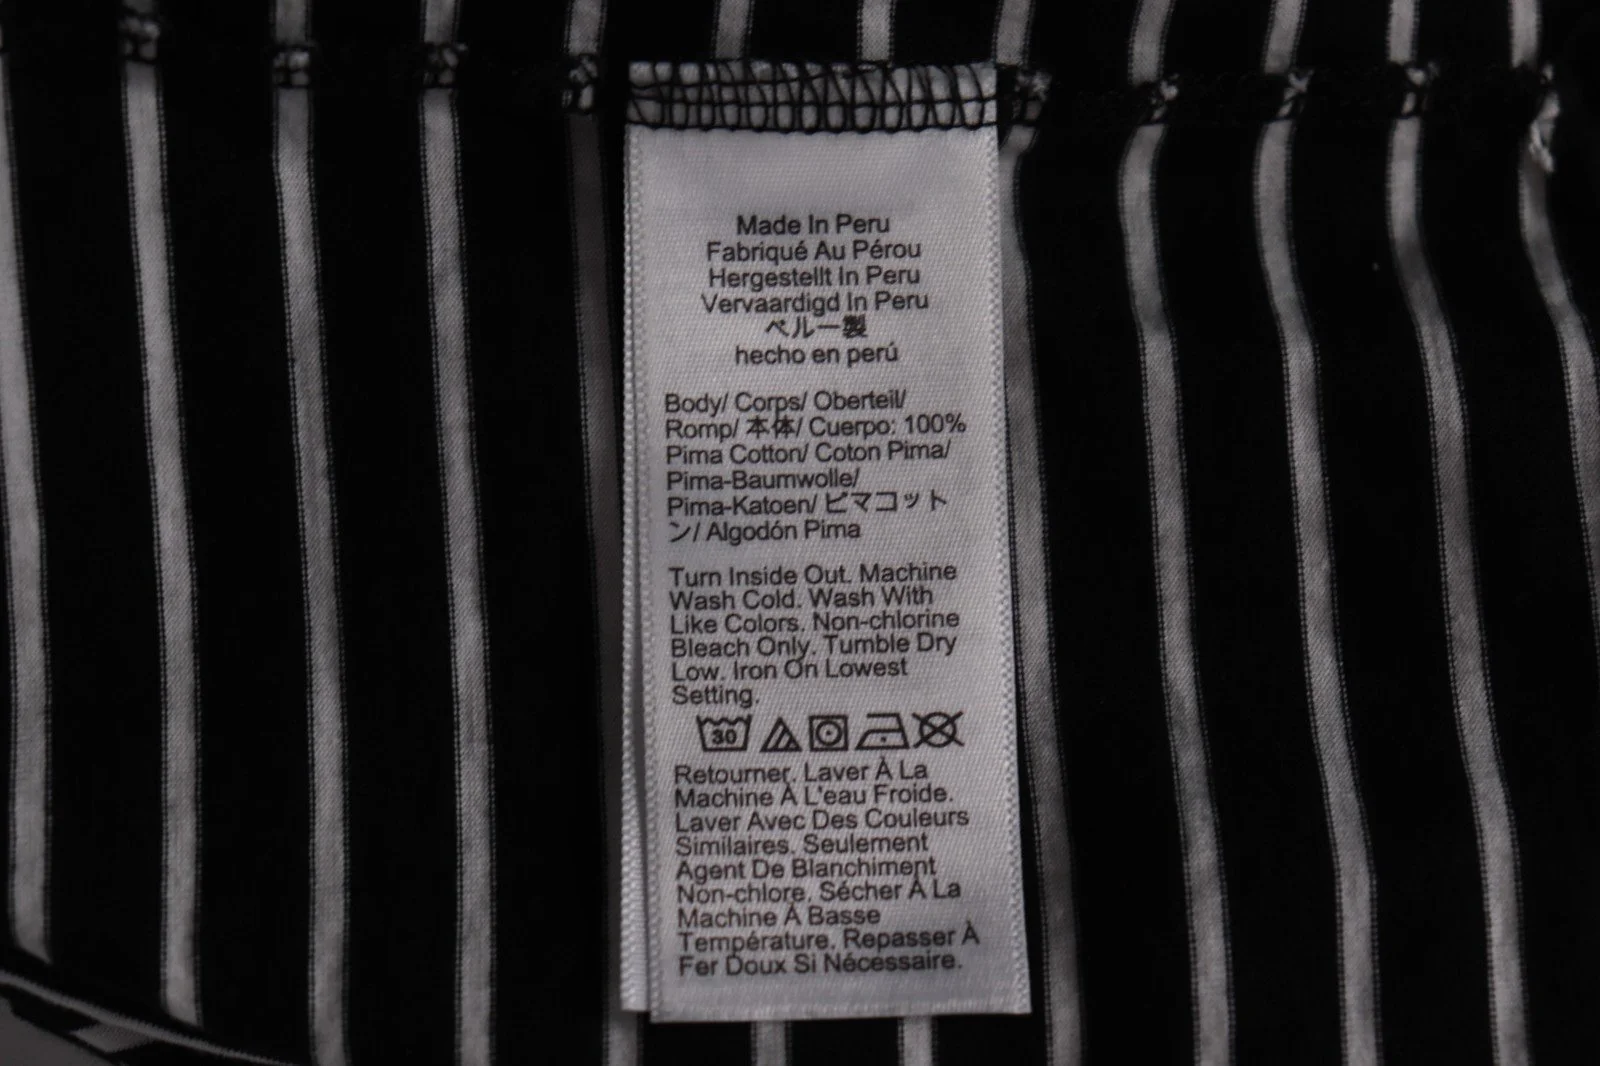 Made In Peru
Fabriqué Au Pérou
Hergestellt In Peru
Vervaardigd In Peru
ペルー製
hecho en perú
Body/ Corps/ Oberteil/
Romp/ 本体/ Cuerpo: 100%
Pima Cotton/ Coton Pima/
Pima-Baumwolle/
Pima-Katoen/ ピマコット
ン/ Algodón Pima
Turn Inside Out. Machine
Wash Cold. Wash With
Like Colors. Non-chlorine
Bleach Only. Tumble Dry
Low. Iron On Lowest
Setting.
30
Retourner. Laver À La
Machine À L'eau Froide.
Laver Avec Des Couleurs
Similaires. Seulement
Agent De Blanchiment
Non-chlore. Sécher À La
Machine À Basse
Température. Repasser À
Fer Doux Si Nécessaire.